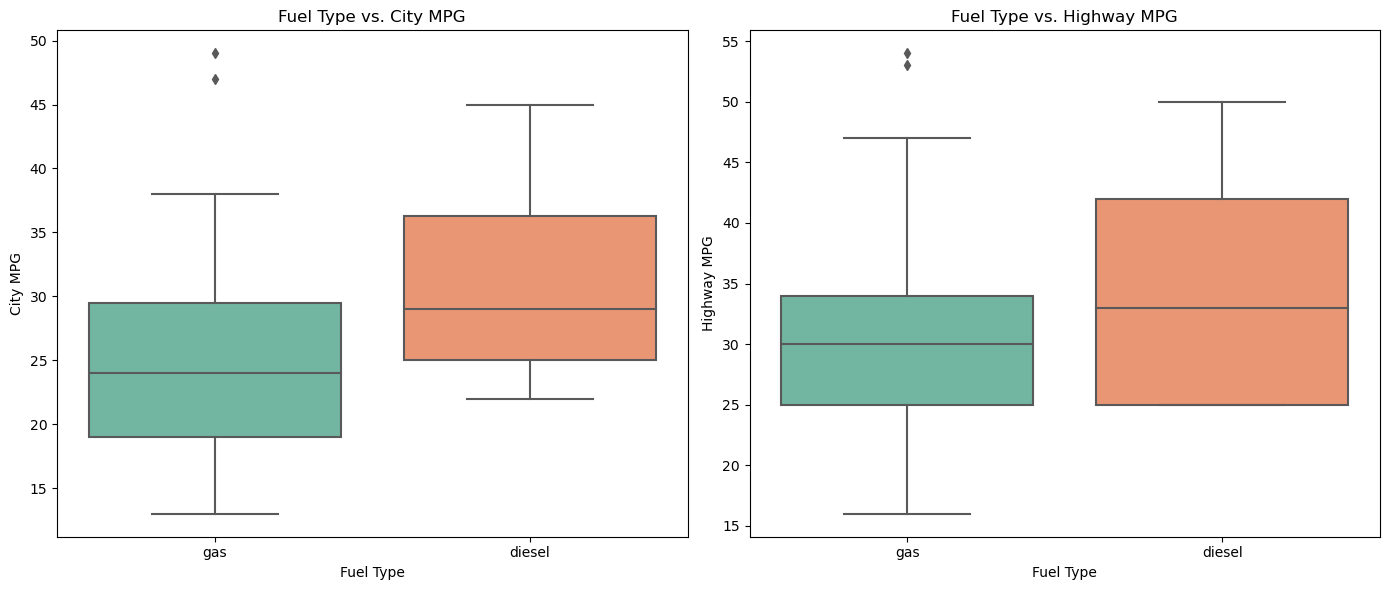 Fuel Type vs. City MPG
50
45
40
35
30
25
20
15
City MPG
gas
diesel
Fuel Type
Fuel Type vs. Highway MPG
55
50
45
40
35
30
25
20
15
Highway MPG
gas
diesel
Fuel Type